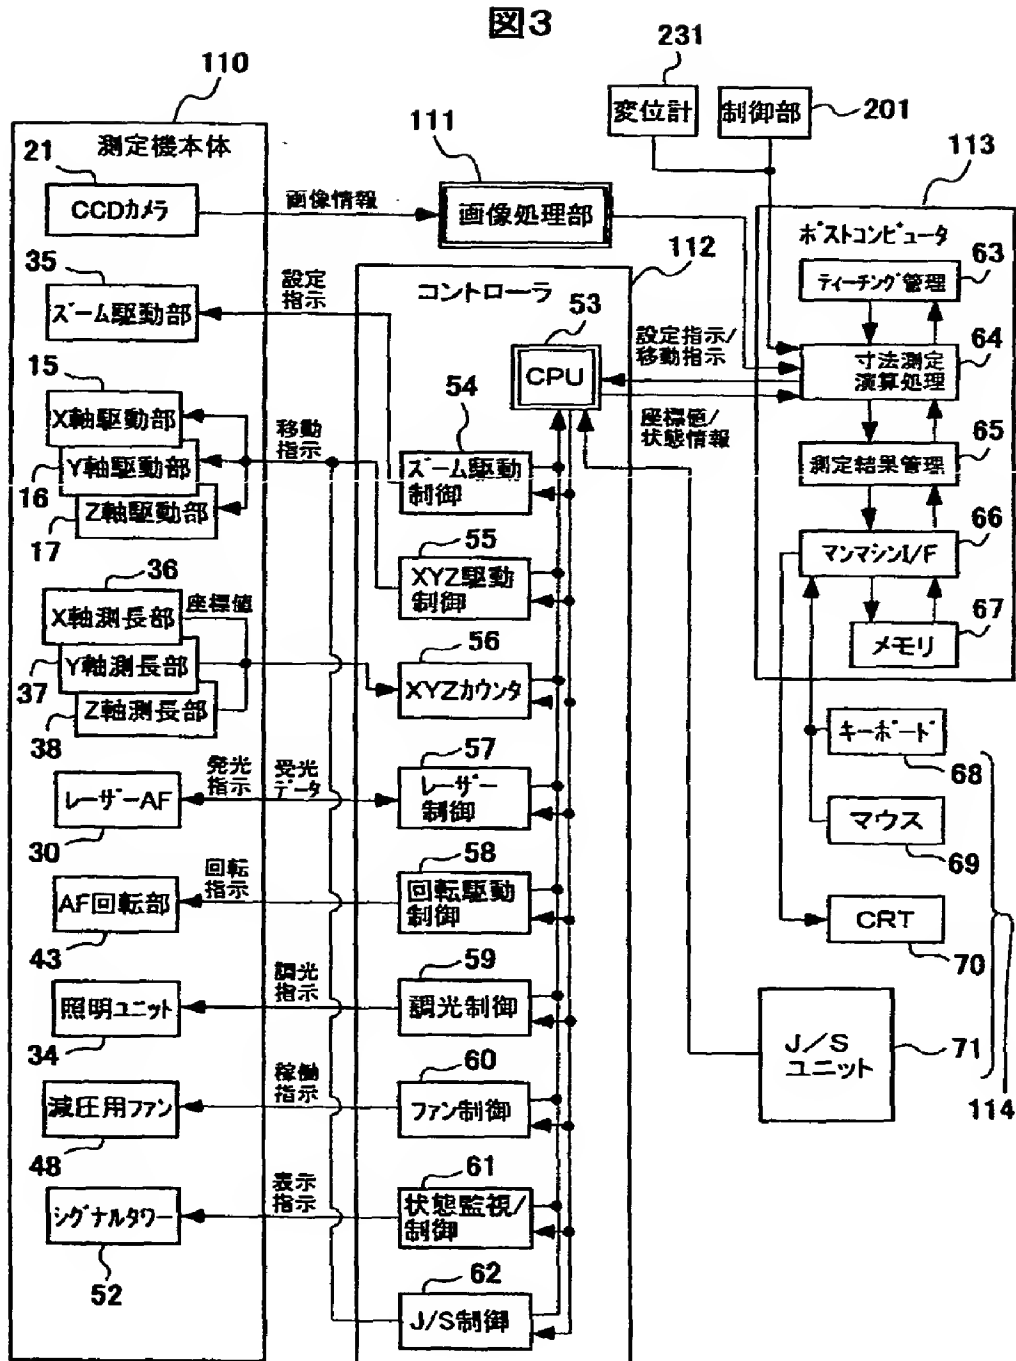 図3
231
変位計
制御部
201
110
測定機本体
21
CCDカメラ
画像情報
111
画像処理部
113
ホストコンピュータ
ティーチング管理
63
寸法測定
演算処理
64
測定結果管理
65
マンマシンI/F
66
メモリ
67
35
ズーム駆動部
設定
指示
112
コントローラ
53
CPU
設定指示/
移動指示
座標値/
状態情報
15
X軸駆動部
Y軸駆動部
16
Z軸駆動部
17
移動
指示
54
ズーム駆動
制御
55
XYZ駆動
制御
36
X軸測長部
座標値
Y軸測長部
37
Z軸測長部
38
56
XYZカウンタ
発光
指示
受光
データ
レーザーAF
30
57
レーザー
制御
回転
指示
AF回転部
43
58
回転駆動
制御
調光
指示
照明ユニット
34
59
調光制御
稼働
指示
減圧用ファン
48
60
ファン制御
表示
指示
シグナルタワー
52
61
状態監視/
制御
62
J/S制御
キーボード
68
マウス
69
CRT
70
J/S
ユニット
71
114